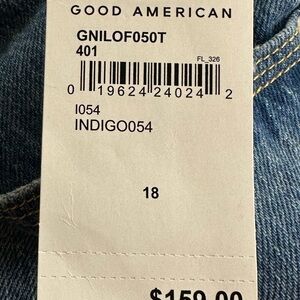 GOOD AMERICAN
GNILOF050T
401
FL_326
0 19624 24024 2
I054
INDIGO054
18
$159.00